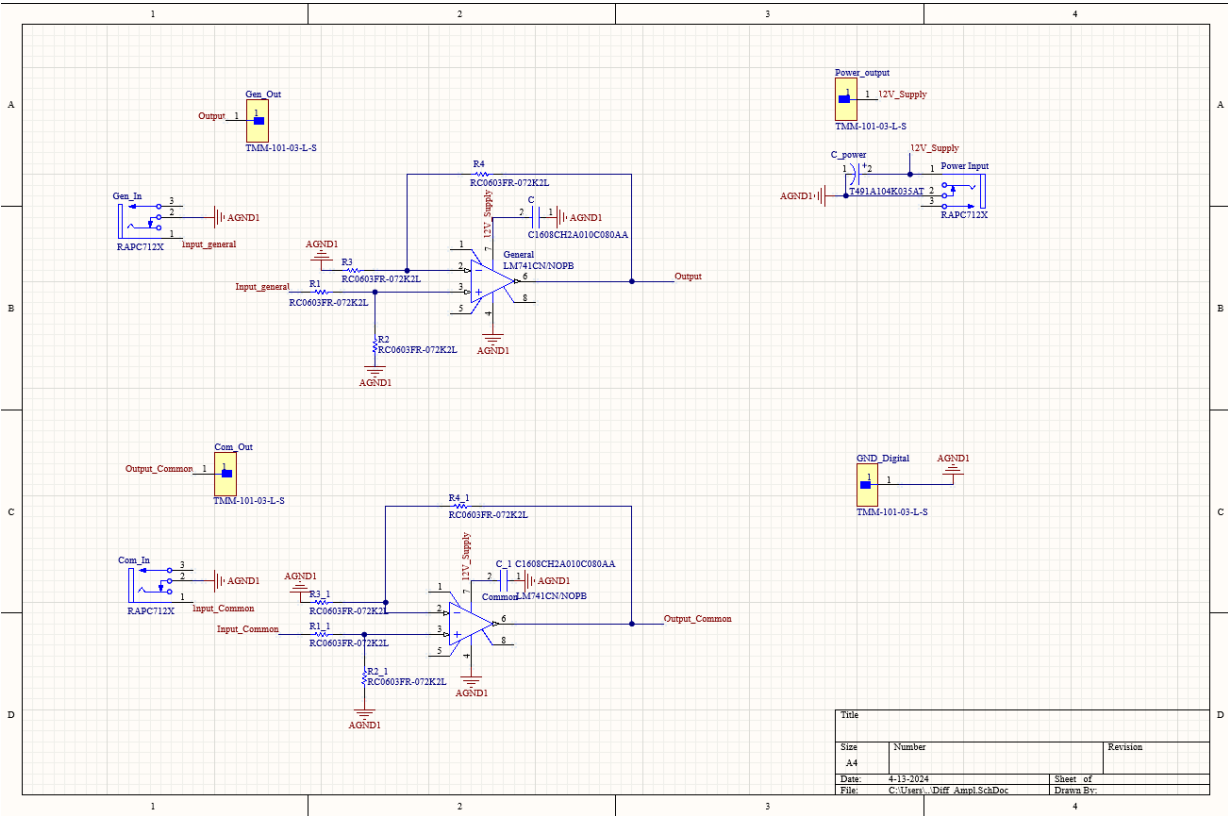 1 2 3 4
A A
B B
C C
D D
Gen_Out
Output 1 1
TMM-101-03-L-S
Power_output
1 1 12V_Supply
TMM-101-03-L-S
C_power
12V_Supply
1 + 2 1 Power Input
AGND1 T491A104K035AT 2
3
RAPC712X
Gen_In
3
2 AGND1
1 Input_general
RAPC712X
R4
RC0603FR-072K2L
12V_Supply
C
2 1 AGND1
C1608CH2A010C080AA
AGND1
R3
RC0603FR-072K2L
Input_general R1
RC0603FR-072K2L
1 7 General
LM741CN/NOPB
2 6 Output
3 8
5 4
AGND1
R2
RC0603FR-072K2L
AGND1
Com_Out
Output_Common 1 1
TMM-101-03-L-S
GND_Digital AGND1
1 1
TMM-101-03-L-S
R4_1
RC0603FR-072K2L
12V_Supply
C_1 C1608CH2A010C080AA
2 1 AGND1
Common LM741CN/NOPB
Com_In
3
2 AGND1
1 Input_Common
RAPC712X
AGND1
R3_1
RC0603FR-072K2L
Input_Common R1_1
RC0603FR-072K2L
1 7
2 6 Output_Common
3 8
5 4
AGND1
R2_1
RC0603FR-072K2L
AGND1
Title
Size Number Revision
A4
Date: 4-13-2024 Sheet of
File: C:\Users\..\Diff_Ampl.SchDoc Drawn By:
1 2 3 4